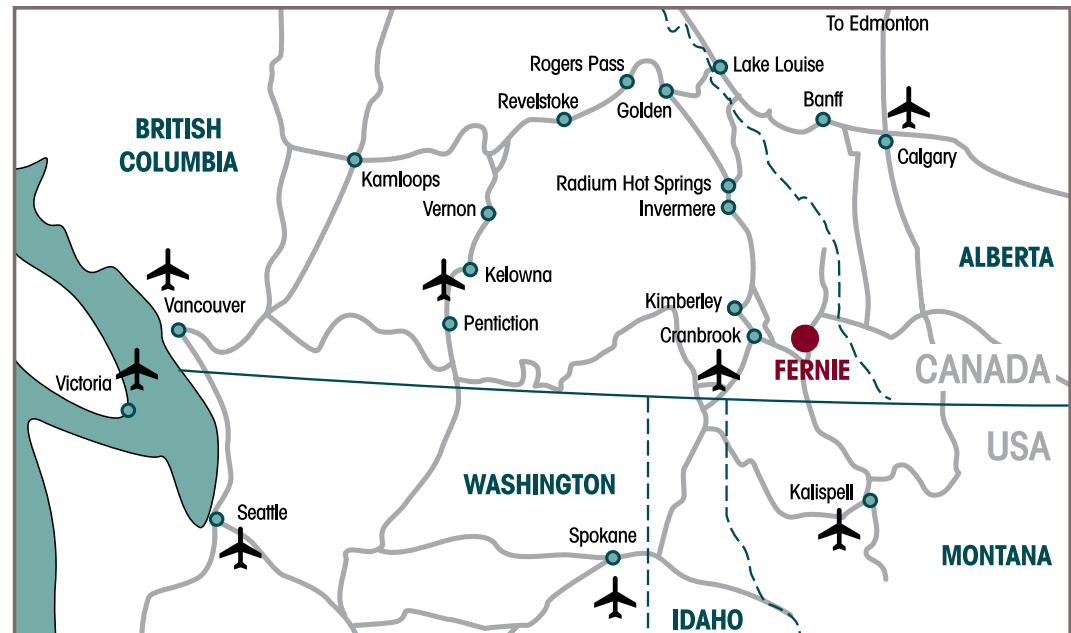 To Edmonton
Rogers Pass
Lake Louise
Revelstoke
Golden
Banff
BRITISH
COLUMBIA
Calgary
Kamloops
Radium Hot Springs
Vernon
Invermere
ALBERTA
Kelowna
Vancouver
Kimberley
Pentiction
Cranbrook
FERNIE
CANADA
Victoria
USA
WASHINGTON
Kalispell
Seattle
Spokane
MONTANA
IDAHO